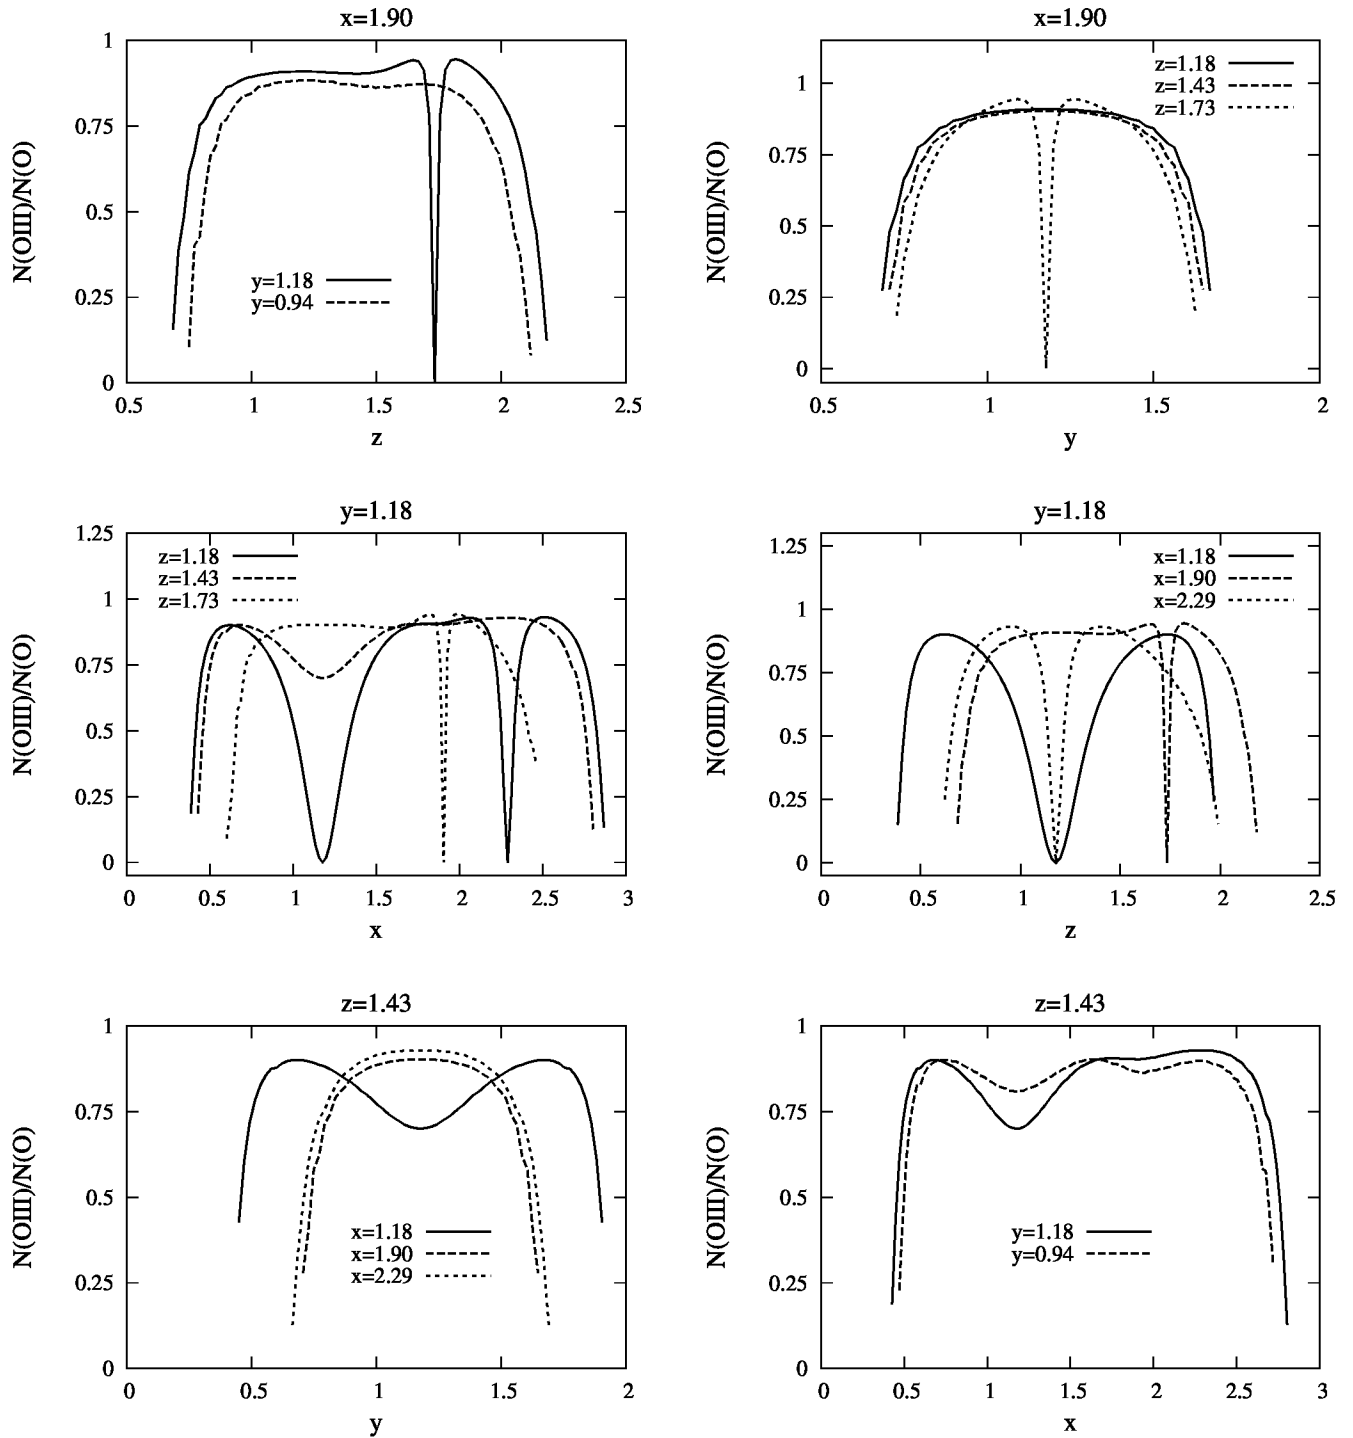 x=1.90
1
0.75
0.5
0.25
0
0.5 1 1.5 2 2.5
N(OIII)/N(O)
z
y=1.18
y=0.94
x=1.90
1
0.75
0.5
0.25
0
0.5 1 1.5 2
N(OIII)/N(O)
y
z=1.18
z=1.43
z=1.73
y=1.18
1.25
1
0.75
0.5
0.25
0
0 0.5 1 1.5 2 2.5 3
N(OIII)/N(O)
x
z=1.18
z=1.43
z=1.73
y=1.18
1.25
1
0.75
0.5
0.25
0
0 0.5 1 1.5 2 2.5
N(OIII)/N(O)
z
x=1.18
x=1.90
x=2.29
z=1.43
1
0.75
0.5
0.25
0
0 0.5 1 1.5 2
N(OIII)/N(O)
y
x=1.18
x=1.90
x=2.29
z=1.43
1
0.75
0.5
0.25
0
0 0.5 1 1.5 2 2.5 3
N(OIII)/N(O)
x
y=1.18
y=0.94